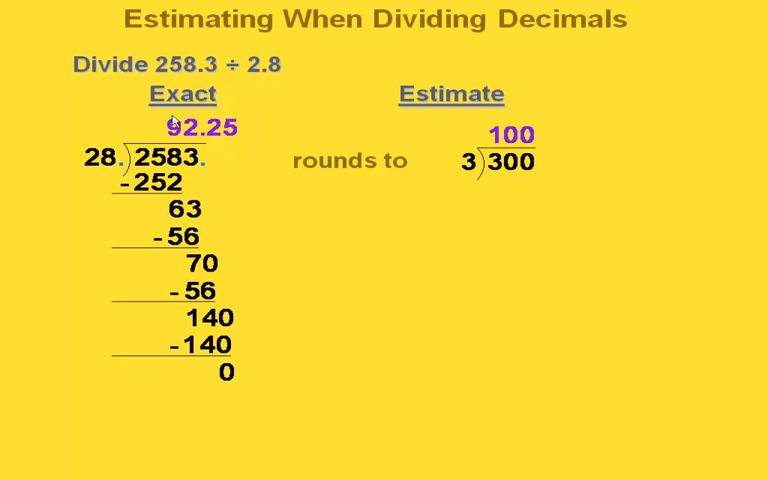 Estimating When Dividing Decimals
Divide 258.3 ÷ 2.8
Exact
Estimate
92.25
28.)2583.
-252
63
-56
70
-56
140
-140
0
rounds to
100
3)300